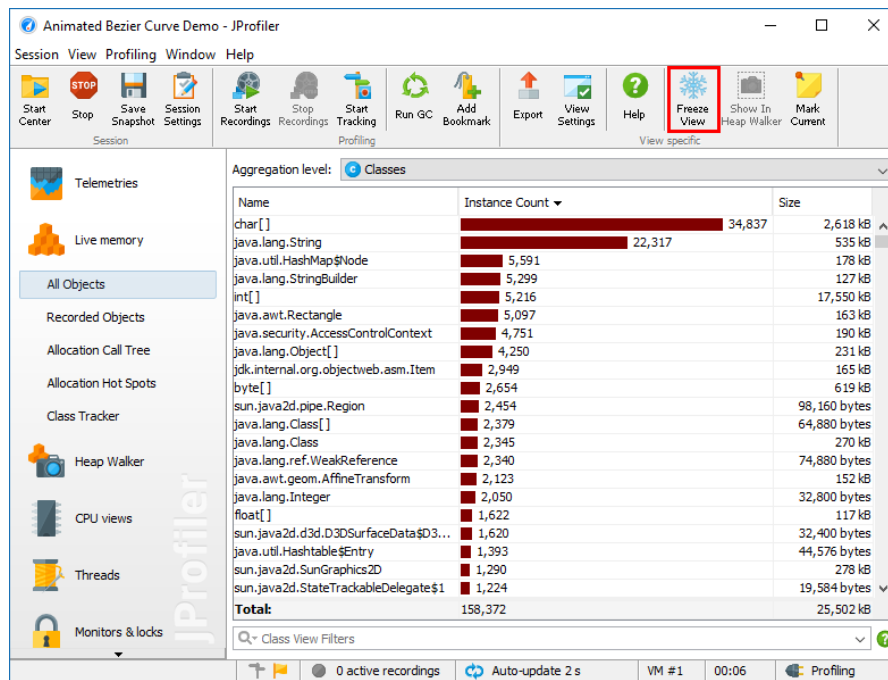 Animated Bezier Curve Demo - JProfiler
Session View Profiling Window Help
Start Center
Stop
Save Snapshot
Session Settings
Start Recordings
Stop Recordings
Start Tracking
Run GC
Add Bookmark
Export
View Settings
Help
Freeze View
Show In Heap Walker
Mark Current
Session
Profiling
View specific
Telemetries
Live memory
All Objects
Recorded Objects
Allocation Call Tree
Allocation Hot Spots
Class Tracker
Heap Walker
CPU views
Threads
Monitors & locks
JProfiler
Aggregation level: Classes
Name Instance Count Size
char[] 34,837 2,618 kB
java.lang.String 22,317 535 kB
java.util.HashMap$Node 5,591 178 kB
java.lang.StringBuilder 5,299 127 kB
int[] 5,216 17,550 kB
java.awt.Rectangle 5,097 163 kB
java.security.AccessControlContext 4,751 190 kB
java.lang.Object[] 4,250 231 kB
jdk.internal.org.objectweb.asm.Item 2,949 165 kB
byte[] 2,654 619 kB
sun.java2d.pipe.Region 2,454 98,160 bytes
java.lang.Class[] 2,379 64,880 bytes
java.lang.Class 2,345 270 kB
java.lang.ref.WeakReference 2,340 74,880 bytes
java.awt.geom.AffineTransform 2,123 152 kB
java.lang.Integer 2,050 32,800 bytes
float[] 1,622 117 kB
sun.java2d.d3d.D3DSurfaceData$D3... 1,620 32,400 bytes
java.util.Hashtable$Entry 1,393 44,576 bytes
sun.java2d.SunGraphics2D 1,290 278 kB
sun.java2d.StateTrackableDelegate$1 1,224 19,584 bytes
Total: 158,372 25,502 kB
Class View Filters
0 active recordings Auto-update 2 s VM #1 00:06 Profiling